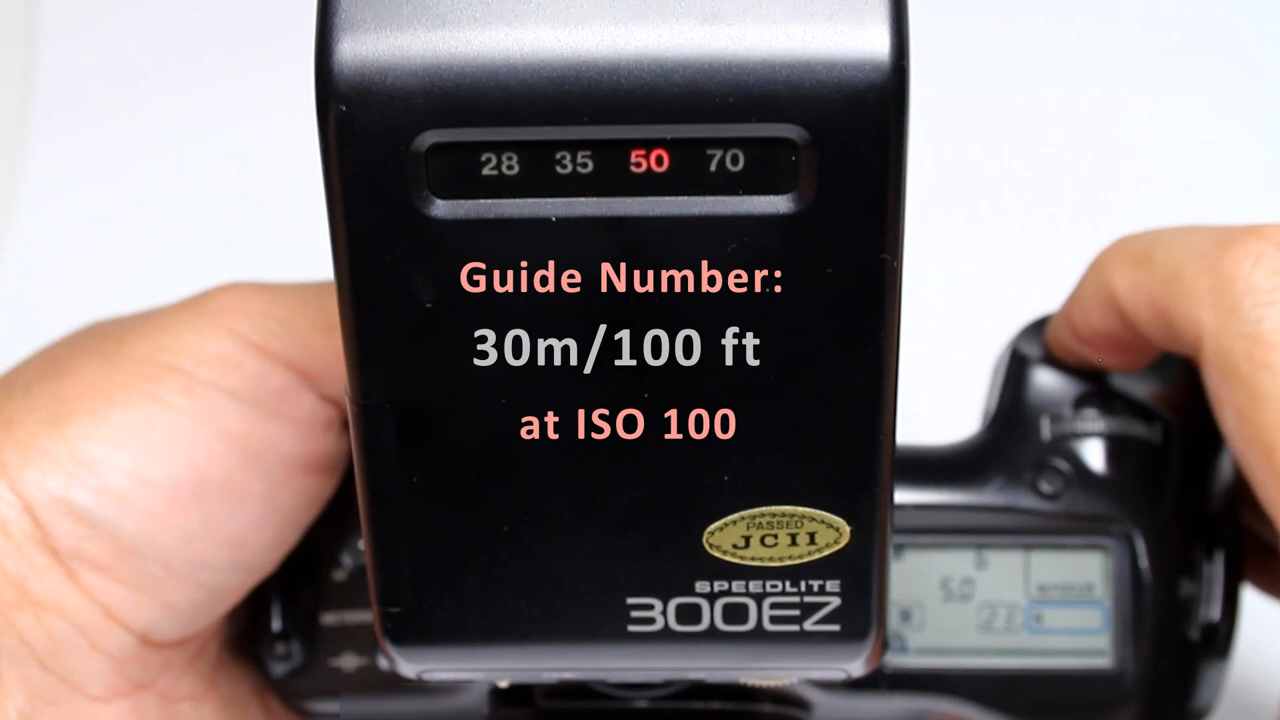 28 35 50 70
Guide Number:
30m/100 ft
at ISO 100
PASSED
JCII
SPEEDLITE
300EZ